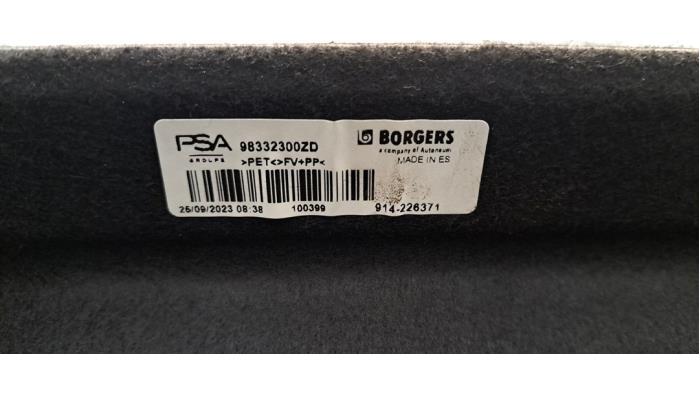 PSA 98332300ZD
GROUPE
>PET<>FV+PP<
BORGERS
a company of Autoneum
MADE IN ES
25/09/2023 08:38 100399 914-226371